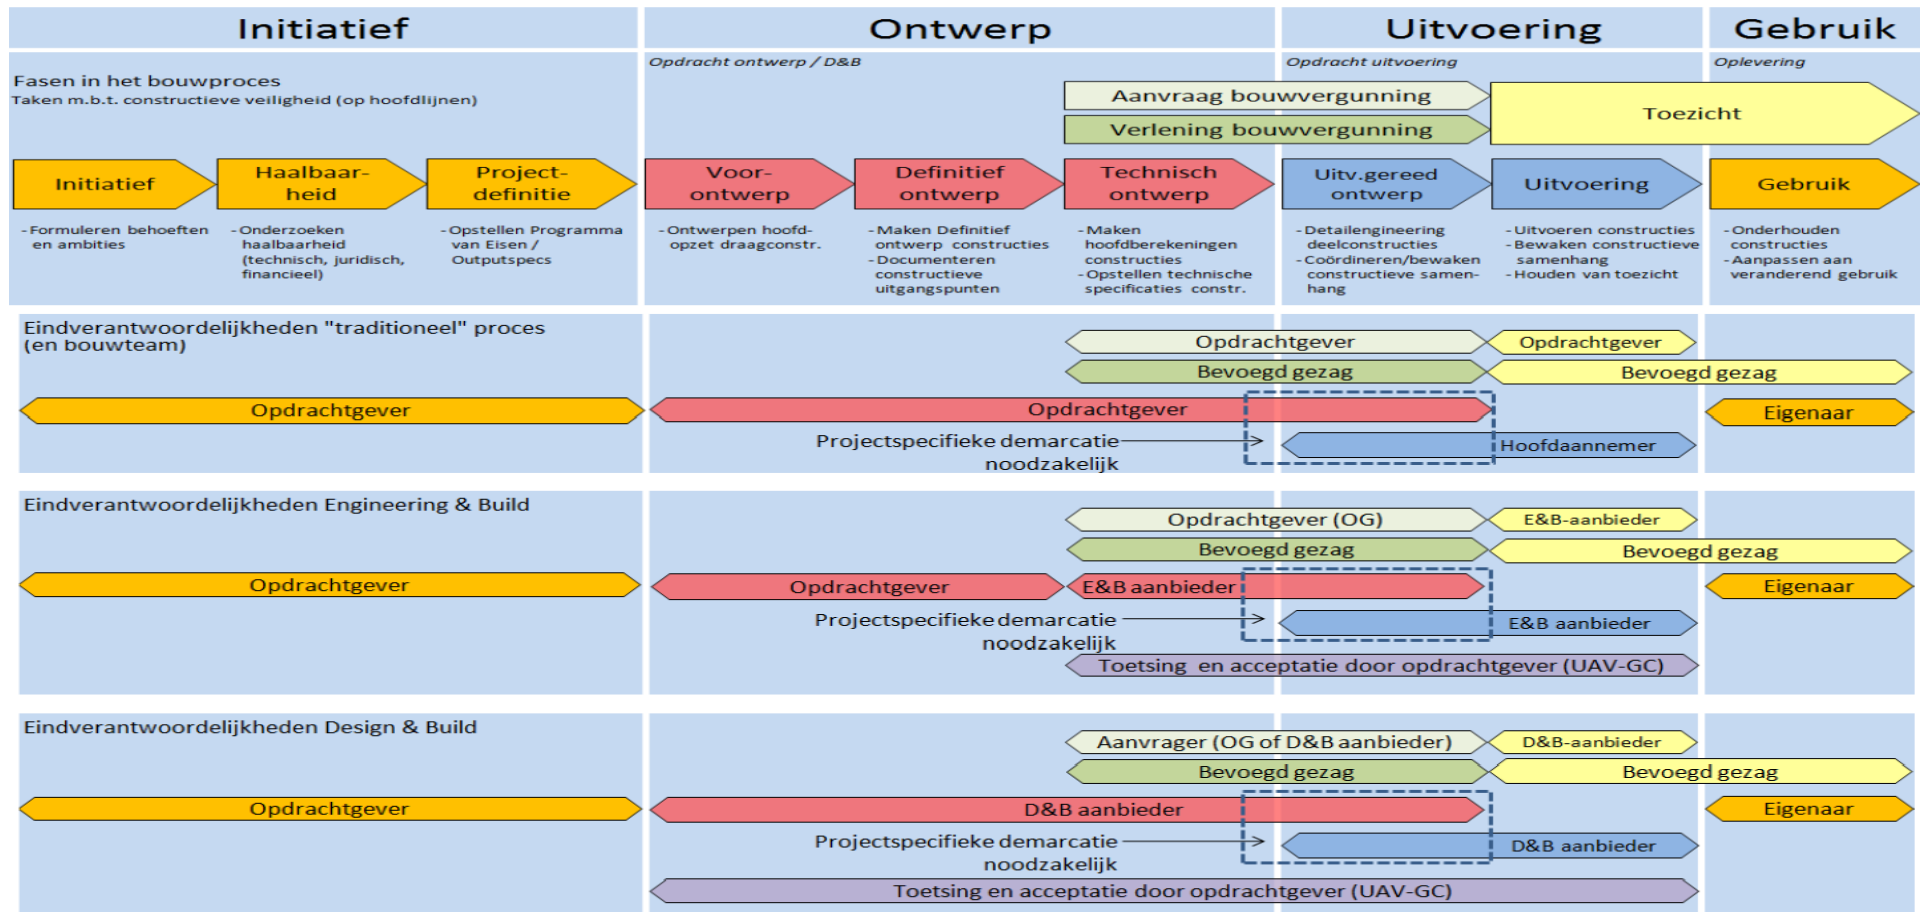 Initiatief
Ontwerp
Uitvoering
Gebruik
Fasen in het bouwproces
Taken m.b.t. constructieve veiligheid (op hoofdlijnen)
Opdracht ontwerp / D&B
Opdracht uitvoering
Oplevering
Aanvraag bouwvergunning
Verlening bouwvergunning
Toezicht
Initiatief
Haalbaar-
heid
Project-
definitie
Voor-
ontwerp
Definitief
ontwerp
Technisch
ontwerp
Uitv.gereed
ontwerp
Uitvoering
Gebruik
-Formuleren behoeften
en ambities
-Onderzoeken
haalbaarheid
(technisch, juridisch,
financieel)
-Opstellen Programma
van Eisen /
Outputspecs
-Ontwerpen hoofd-
opzet draagconstr.
-Maken Definitief
ontwerp constructies
-Documenteren
constructieve
uitgangspunten
-Maken
hoofdberekeningen
constructies
-Opstellen technische
specificaties constr.
-Detailengineering
deelconstructies
-Coördineren/bewaken
constructieve samen-
hang
-Uitvoeren constructies
-Bewaken constructieve
samenhang
-Houden van toezicht
-Onderhouden
constructies
-Aanpassen aan
veranderend gebruik
Eindverantwoordelijkheden "traditioneel" proces
(en bouwteam)
Opdrachtgever
Opdrachtgever
Bevoegd gezag
Bevoegd gezag
Opdrachtgever
Opdrachtgever
Eigenaar
Projectspecifieke demarcatie
noodzakelijk
Hoofdaannemer
Eindverantwoordelijkheden Engineering & Build
Opdrachtgever (OG)
E&B-aanbieder
Bevoegd gezag
Bevoegd gezag
Opdrachtgever
Opdrachtgever
E&B aanbieder
Eigenaar
Projectspecifieke demarcatie
noodzakelijk
E&B aanbieder
Toetsing en acceptatie door opdrachtgever (UAV-GC)
Eindverantwoordelijkheden Design & Build
Aanvrager (OG of D&B aanbieder)
D&B-aanbieder
Bevoegd gezag
Bevoegd gezag
Opdrachtgever
D&B aanbieder
Eigenaar
Projectspecifieke demarcatie
noodzakelijk
D&B aanbieder
Toetsing en acceptatie door opdrachtgever (UAV-GC)